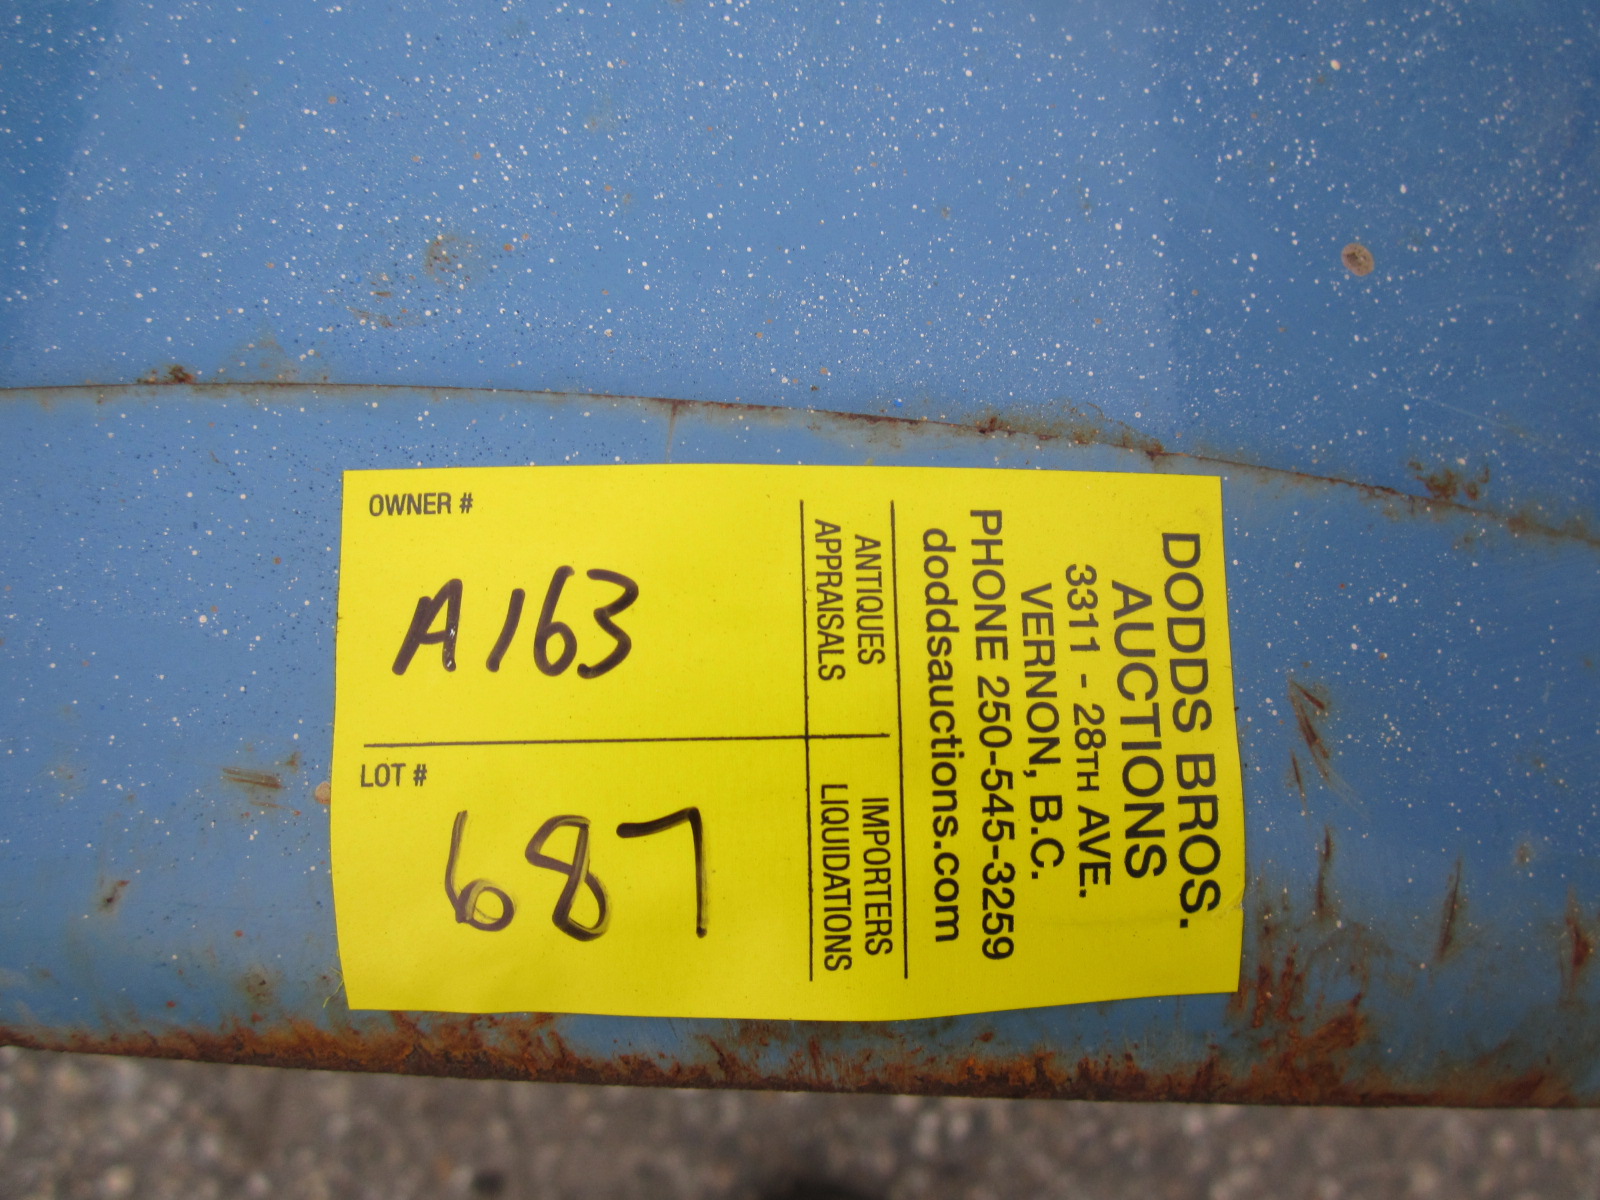 OWNER #
A163
LOT #
687
DODDS BROS.
AUCTIONS
3311 - 28TH AVE.
VERNON, B.C.
PHONE 250-545-3259
doddsauctions.com
ANTIQUES IMPORTERS
APPRAISALS LIQUIDATIONS